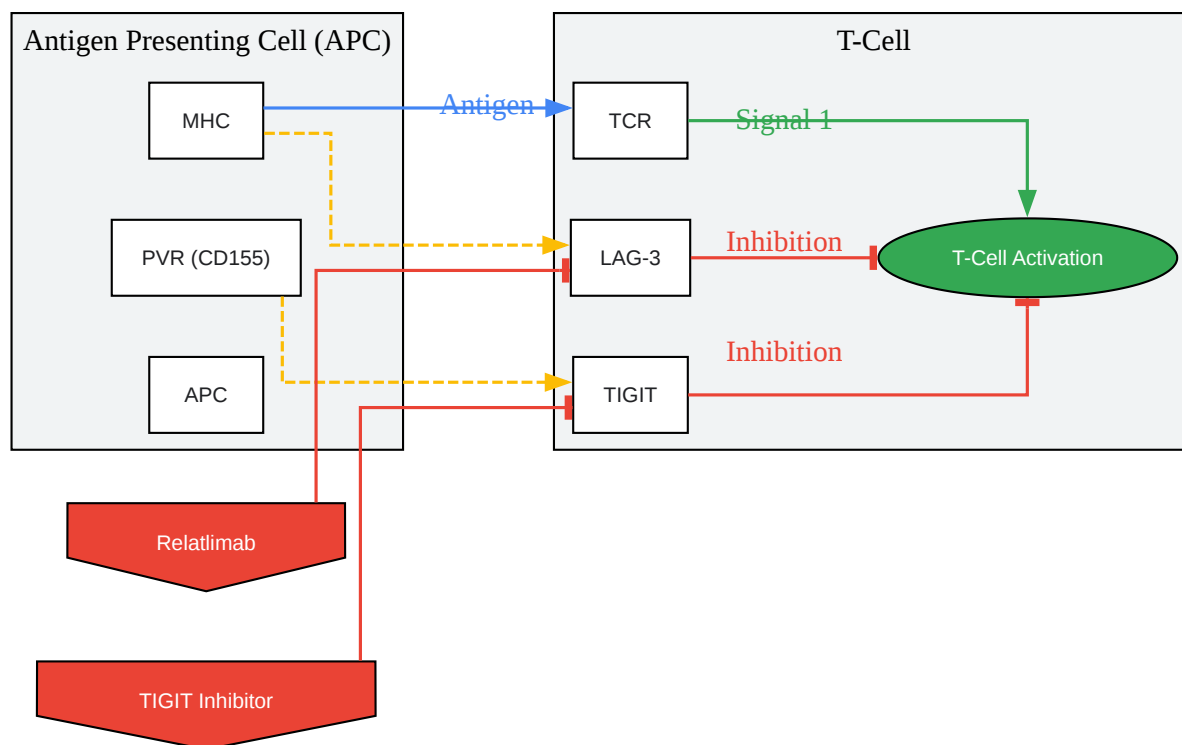 Antigen Presenting Cell (APC)
T-Cell
MHC
Antigen
TCR
Signal 1
PVR (CD155)
LAG-3
Inhibition
T-Cell Activation
APC
TIGIT
Inhibition
Relatlimab
TIGIT Inhibitor